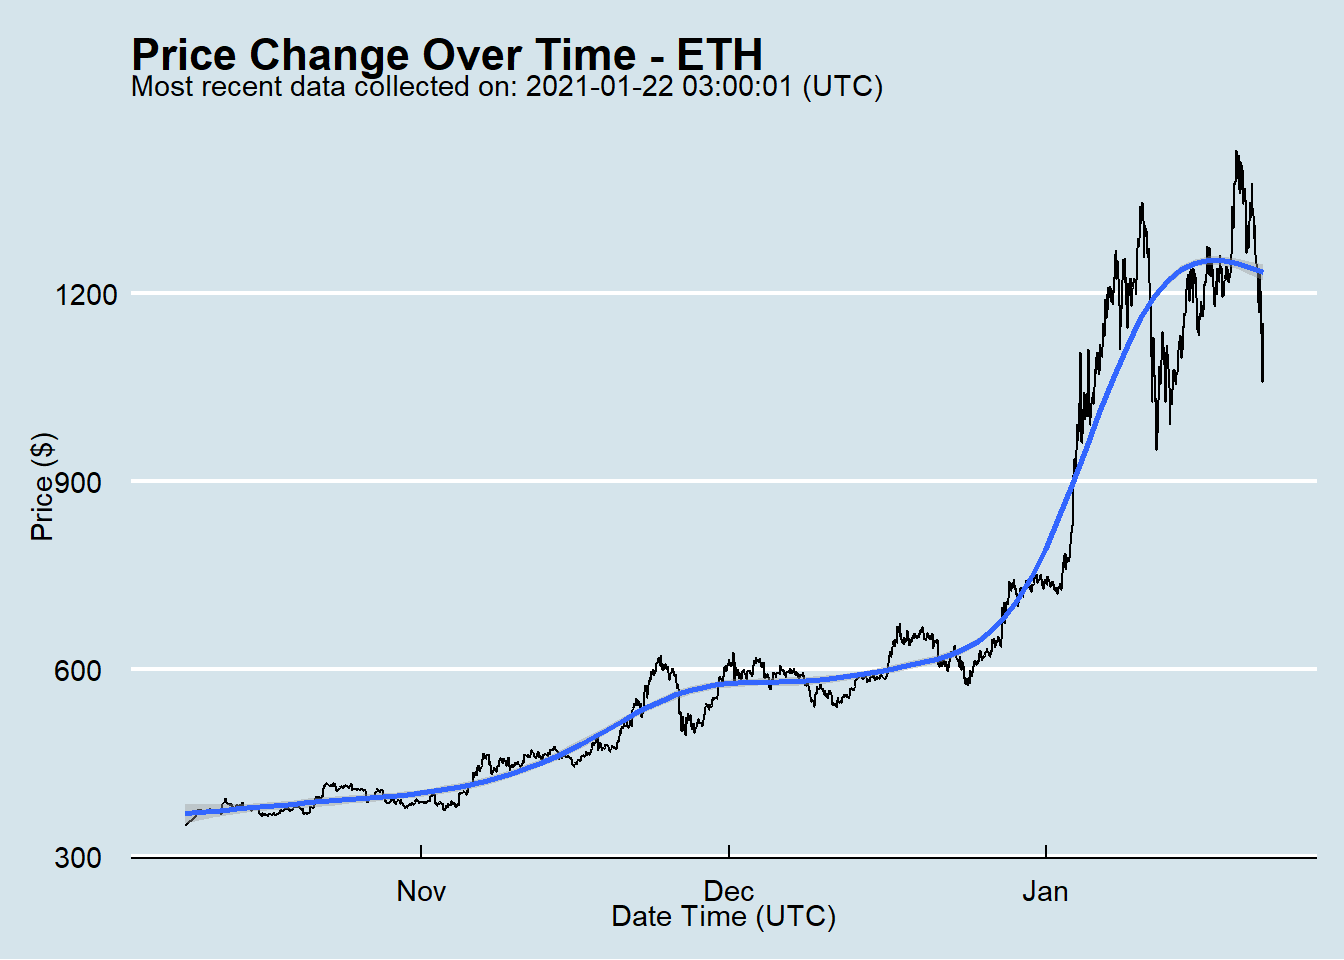 Price Change Over Time - ETH
Most recent data collected on: 2021-01-22 03:00:01 (UTC)
Price ($)
1200
900
600
300
Nov Dec Jan
Date Time (UTC)